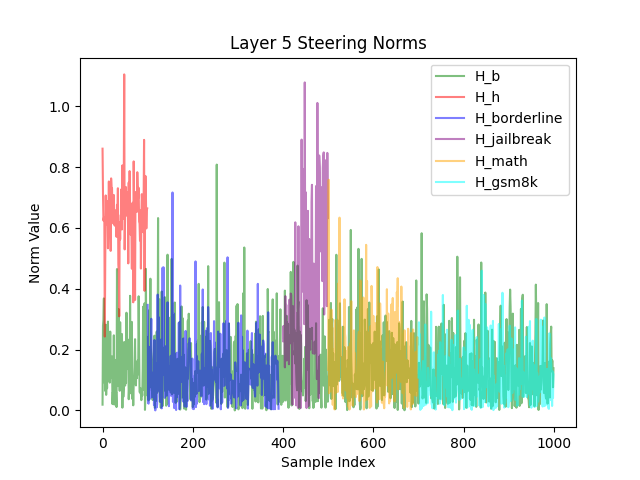 Layer 5 Steering Norms
H_b
H_h
H_borderline
H_jailbreak
H_math
H_gsm8k
Norm Value
1.0
0.8
0.6
0.4
0.2
0.0
0
200
400
600
800
1000
Sample Index